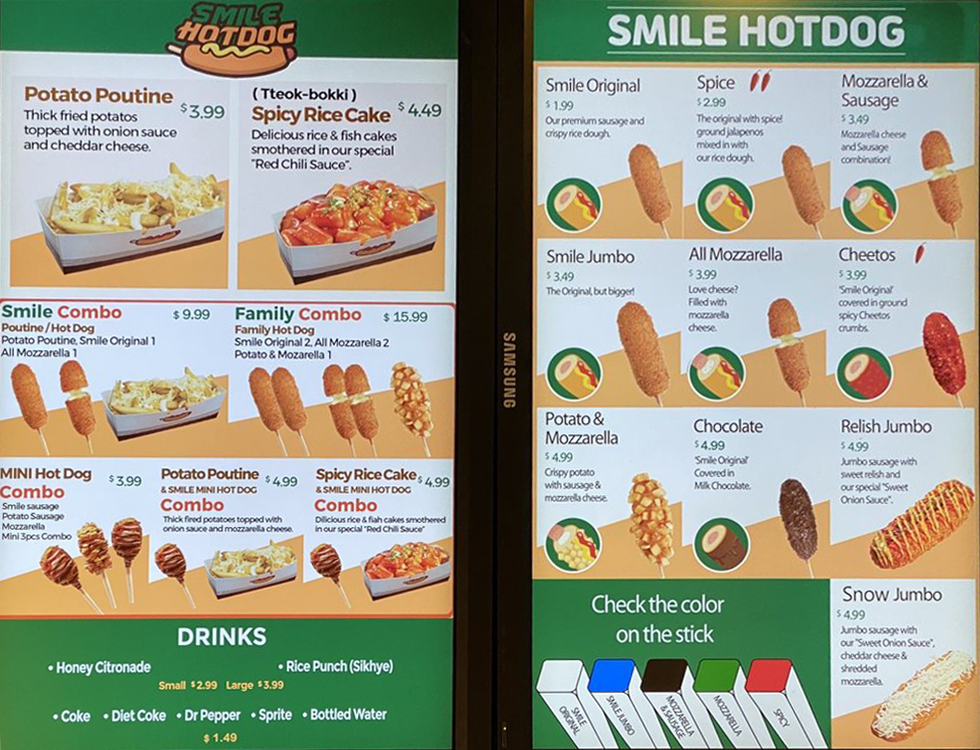 SMILE
HOTDOG
Potato Poutine
$3.99
Thick fried potatos
topped with onion sauce
and cheddar cheese.
( Tteok-bokki )
Spicy Rice Cake
$4.49
Delicious rice & fish cakes
smothered in our special
"Red Chili Sauce".
Smile Combo
$9.99
Poutine / Hot Dog
Potato Poutine, Smile Original 1
All Mozzarella 1
Family Combo
$15.99
Family Hot Dog
Smile Original 2, All Mozzarella 2
Potato & Mozarella 1
MINI Hot Dog
$3.99
Combo
Smile sausage
Potato Sausage
Mozzarella
Mini 3pcs Combo
Potato Poutine
$4.99
& SMILE MINI HOT DOG
Combo
Thick fired potatoes topped with
onion sauce and mozzarella cheese.
Spicy Rice Cake
$4.99
& SMILE MINI HOT DOG
Combo
Dilicious rice & fiah cakes smothered
in our special "Red Chili Sauce"
DRINKS
• Honey Citronade
• Rice Punch (Sikhye)
Small $2.99 Large $3.99
• Coke • Diet Coke • Dr Pepper • Sprite • Bottled Water
$1.49
SAMSUNG
SMILE HOTDOG
Smile Original
$1.99
Our premium sausage and
crispy rice dough.
Spice
$2.99
The original with spice!
ground jalapenos
mixed in with
our rice dough.
Mozzarella &
Sausage
$3.49
Mozzarella cheese
and Sausage
combination!
Smile Jumbo
$3.49
The Original, but bigger!
All Mozzarella
$3.99
Love cheese?
Filled with
mozzarella
cheese.
Cheetos
$3.99
'Smile Original'
covered in ground
spicy Cheetos
crumbs.
Potato &
Mozzarella
$4.99
Crispy potato
with sausage &
mozzarella cheese.
Chocolate
$4.99
'Smile Original'
Covered in
Milk Chocolate.
Relish Jumbo
$4.99
Jumbo sausage with
sweet relish and
our special "Sweet
Onion Sauce".
Check the color
on the stick
SMILE
ORIGINAL
SMILE JUMBO
MOZZARELLA
& SAUSAGE
MOZZARELLA
SPICY
Snow Jumbo
$4.99
Jumbo sausage with
our "Sweet Onion Sauce",
cheddar cheese &
shredded
mozzarella.